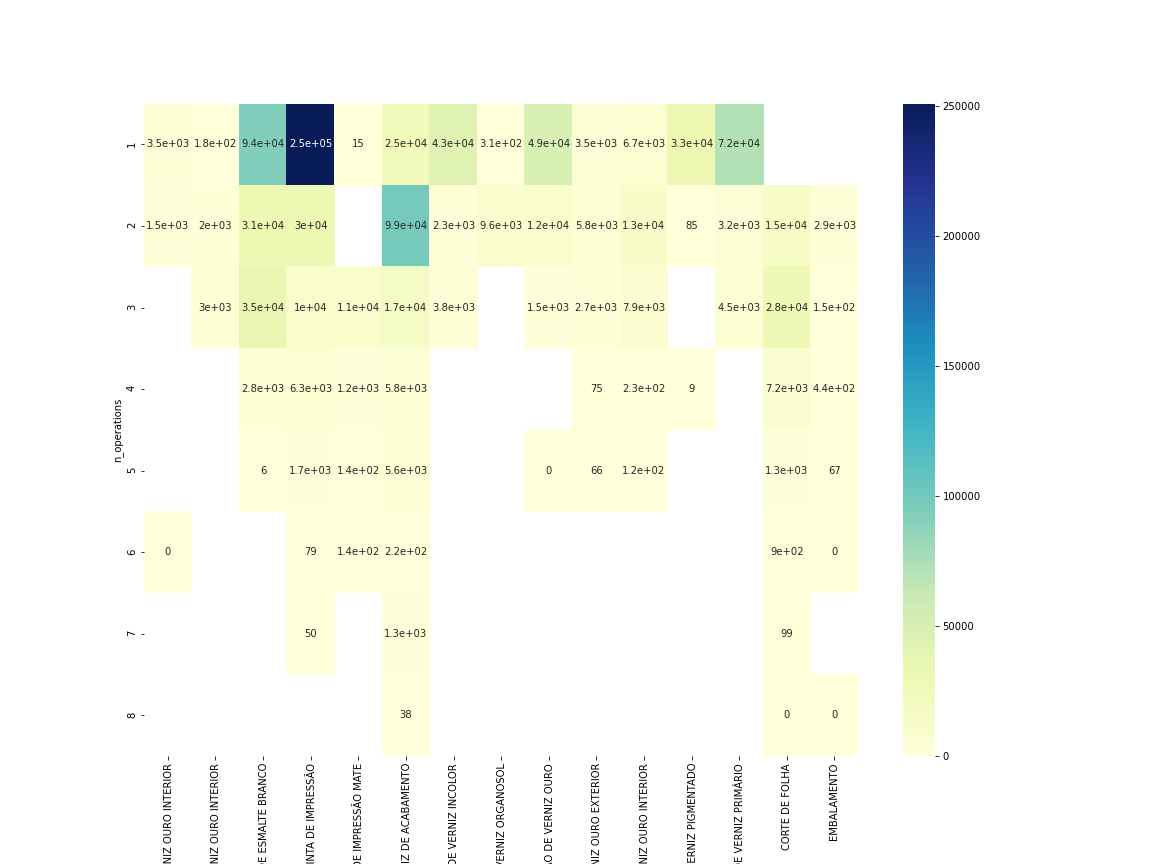 1 3.5e+03 1.8e+02 9.4e+04 2.5e+05 15 2.5e+04 4.3e+04 3.1e+02 4.9e+04 3.5e+03 6.7e+03 3.3e+04 7.2e+04
2 1.5e+03 2e+03 3.1e+04 3e+04 9.9e+04 2.3e+03 9.6e+03 1.2e+04 5.8e+03 1.3e+04 85 3.2e+03 1.5e+04 2.9e+03
3 3e+03 3.5e+04 1e+04 1.1e+04 1.7e+04 3.8e+03 1.5e+03 2.7e+03 7.9e+03 4.5e+03 2.8e+04 1.5e+02
4 2.8e+03 6.3e+03 1.2e+03 5.8e+03 75 2.3e+02 9 7.2e+03 4.4e+02
5 6 1.7e+03 1.4e+02 5.6e+03 0 66 1.2e+02 1.3e+03 67
6 0 79 1.4e+02 2.2e+02 9e+02 0
7 50 1.3e+03 99
8 38 0 0
n_operations
NIZ OURO INTERIOR
NIZ OURO INTERIOR
DE ESMALTE BRANCO
INTA DE IMPRESSÃO
DE IMPRESSÃO MATE
IZ DE ACABAMENTO
DE VERNIZ INCOLOR
VERNIZ ORGANOSOL
ÃO DE VERNIZ OURO
NIZ OURO EXTERIOR
NIZ OURO INTERIOR
ERNIZ PIGMENTADO
DE VERNIZ PRIMÁRIO
CORTE DE FOLHA
EMBALAMENTO
250000
200000
150000
100000
50000
0